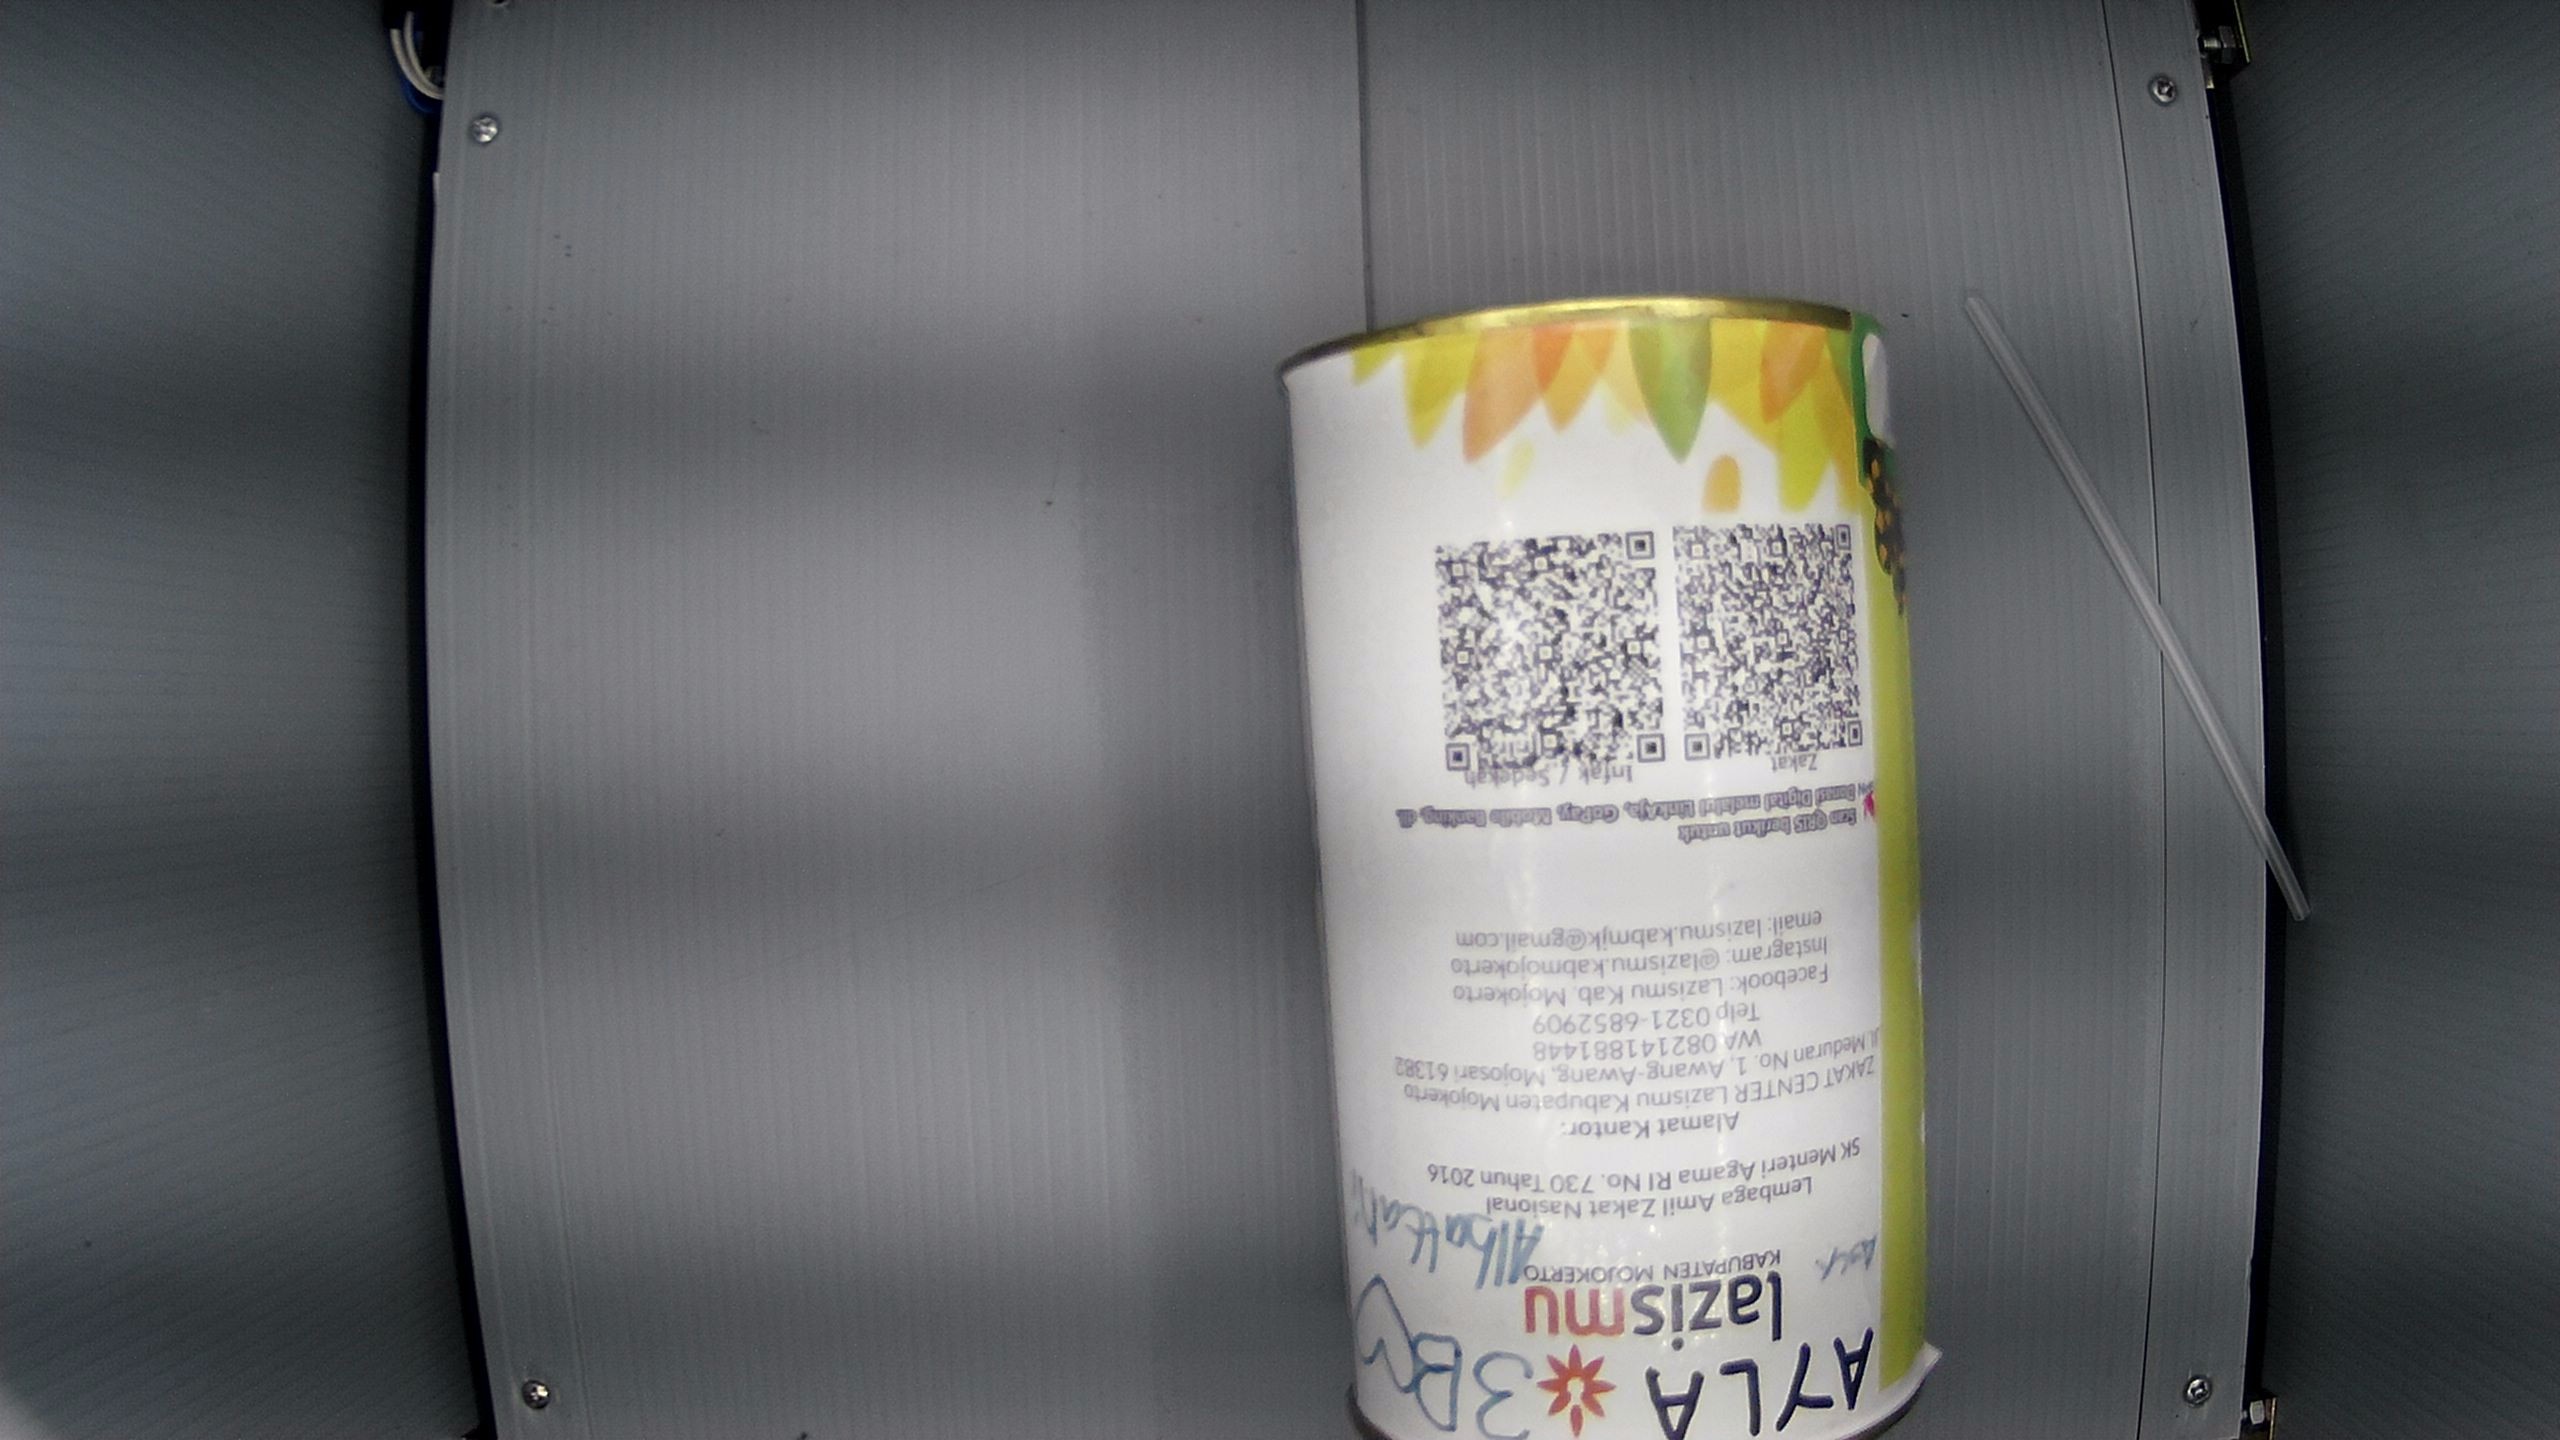 AYLA 3B
lazismu
KABUPATEN MOJOKERTO
Lembaga Amil Zakat Nasional
SK Menteri Agama RI No. 730 Tahun 2016
Alamat Kantor:
ZAKAT CENTER Lazismu Kabupaten Mojokerto
Jl. Meduran No. 1, Awang-Awang, Mojosari 61382
WA 082141881448
Telp 0321-6852909
Facebook: Lazismu Kab. Mojokerto
Instagram: @lazismu.kabmojokerto
email: lazismu.kabmjk@gmail.com
Scan QRIS berikut untuk
Donasi Digital melalui LinkAja, GoPay, Mobile Banking, dll.
Zakat
Infak / Sedekah